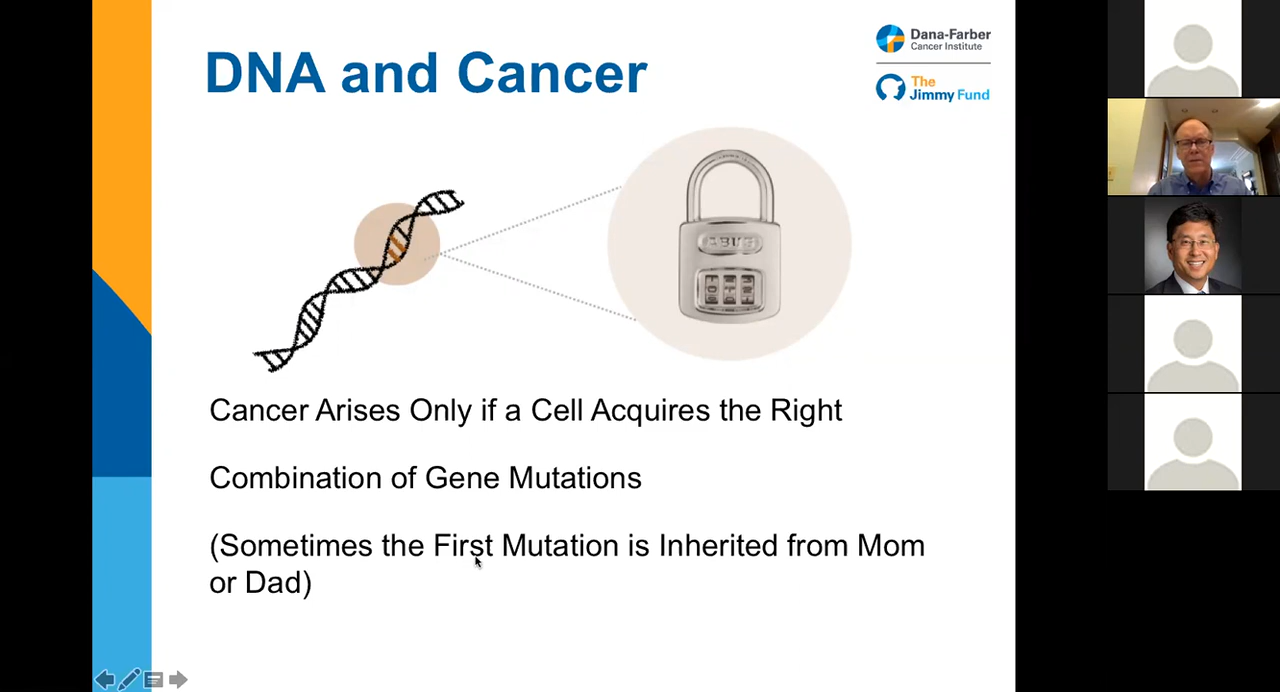 DNA and Cancer
Dana-Farber
Cancer Institute
The
Jimmy Fund
ABUS
Cancer Arises Only if a Cell Acquires the Right
Combination of Gene Mutations
(Sometimes the First Mutation is Inherited from Mom
or Dad)